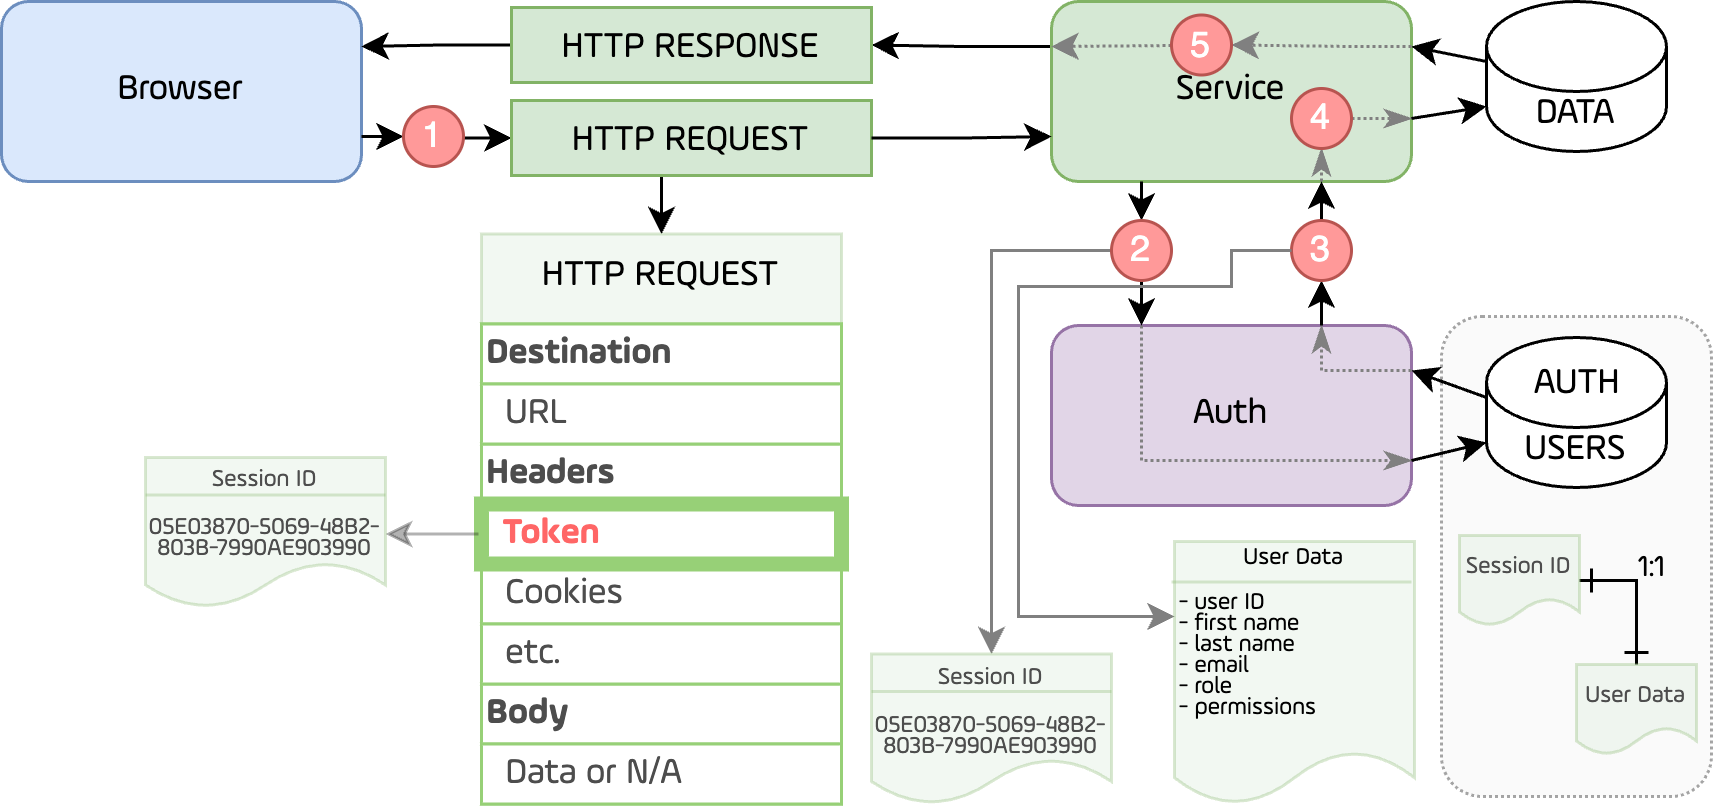 Browser
HTTP RESPONSE
1
HTTP REQUEST
5
Service
4
DATA
2
3
HTTP REQUEST
Destination
URL
Headers
Token
Cookies
etc.
Body
Data or N/A
Session ID
05E03870-5069-48B2-
803B-7990AE903990
Auth
AUTH
USERS
Session ID
05E03870-5069-48B2-
803B-7990AE903990
User Data
- user ID
- first name
- last name
- email
- role
- permissions
Session ID
1:1
User Data